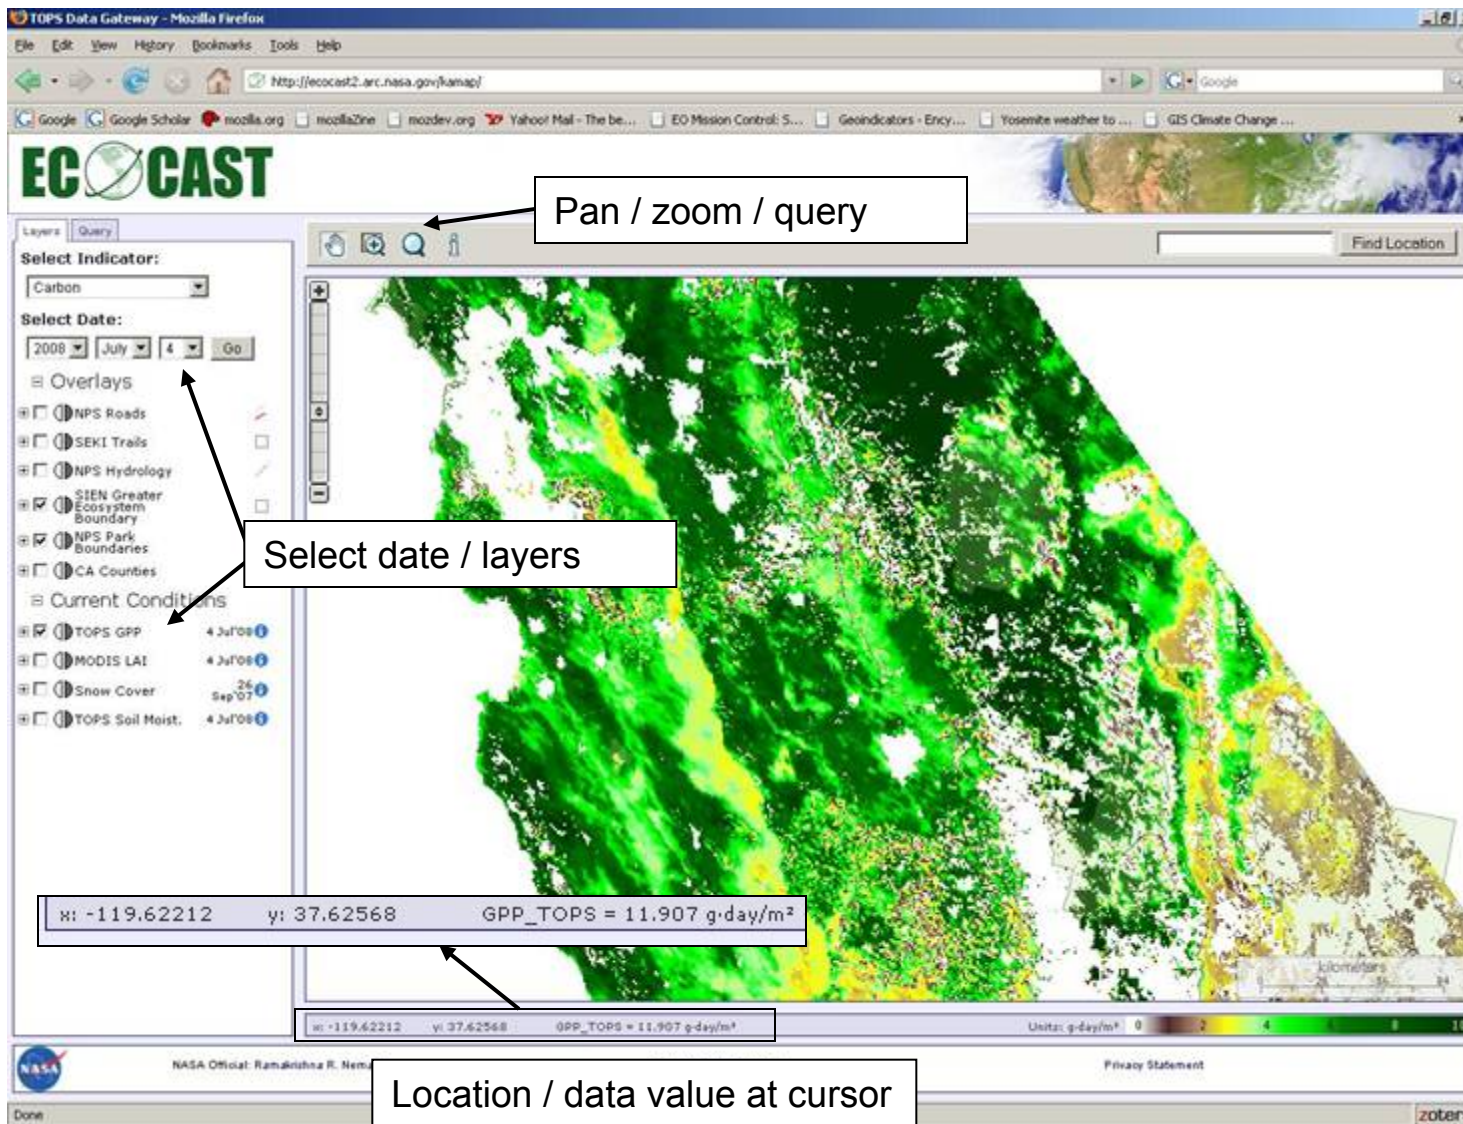 TOPS Data Gateway - Mozilla Firefox
File Edit View History Bookmarks Tools Help
http://ecocast2.arc.nasa.gov/kamap/
Google
Google Google Scholar mozilla.org mozillaZine mozdev.org Yahoo! Mail - The be... EO Mission Control: S... Geoindicators - Ency... Yosemite weather to ... GIS Climate Change ...
ECOCAST
Pan / zoom / query
Layers Query
Find Location
Select Indicator:
Carbon
Select Date:
2008 July 4 Go
Overlays
NPS Roads
SEKI Trails
NPS Hydrology
SIEN Greater
Ecosystem
Boundary
NPS Park
Boundaries
CA Counties
Select date / layers
Current Conditions
TOPS GPP 4 Jul'08
MODIS LAI 4 Jul'08
Snow Cover 26
Sep'07
TOPS Soil Moist. 4 Jul'08
x: -119.62212 y: 37.62568 GPP_TOPS = 11.907 g·day/m²
kilometers
0 28 56 84
x: -119.62212 y: 37.62568 GPP_TOPS = 11.907 g·day/m²
Units: g·day/m² 0 2 4 6 8 10
NASA
NASA Official: Ramakrishna R. Nema
Privacy Statement
Location / data value at cursor
Done
zoter